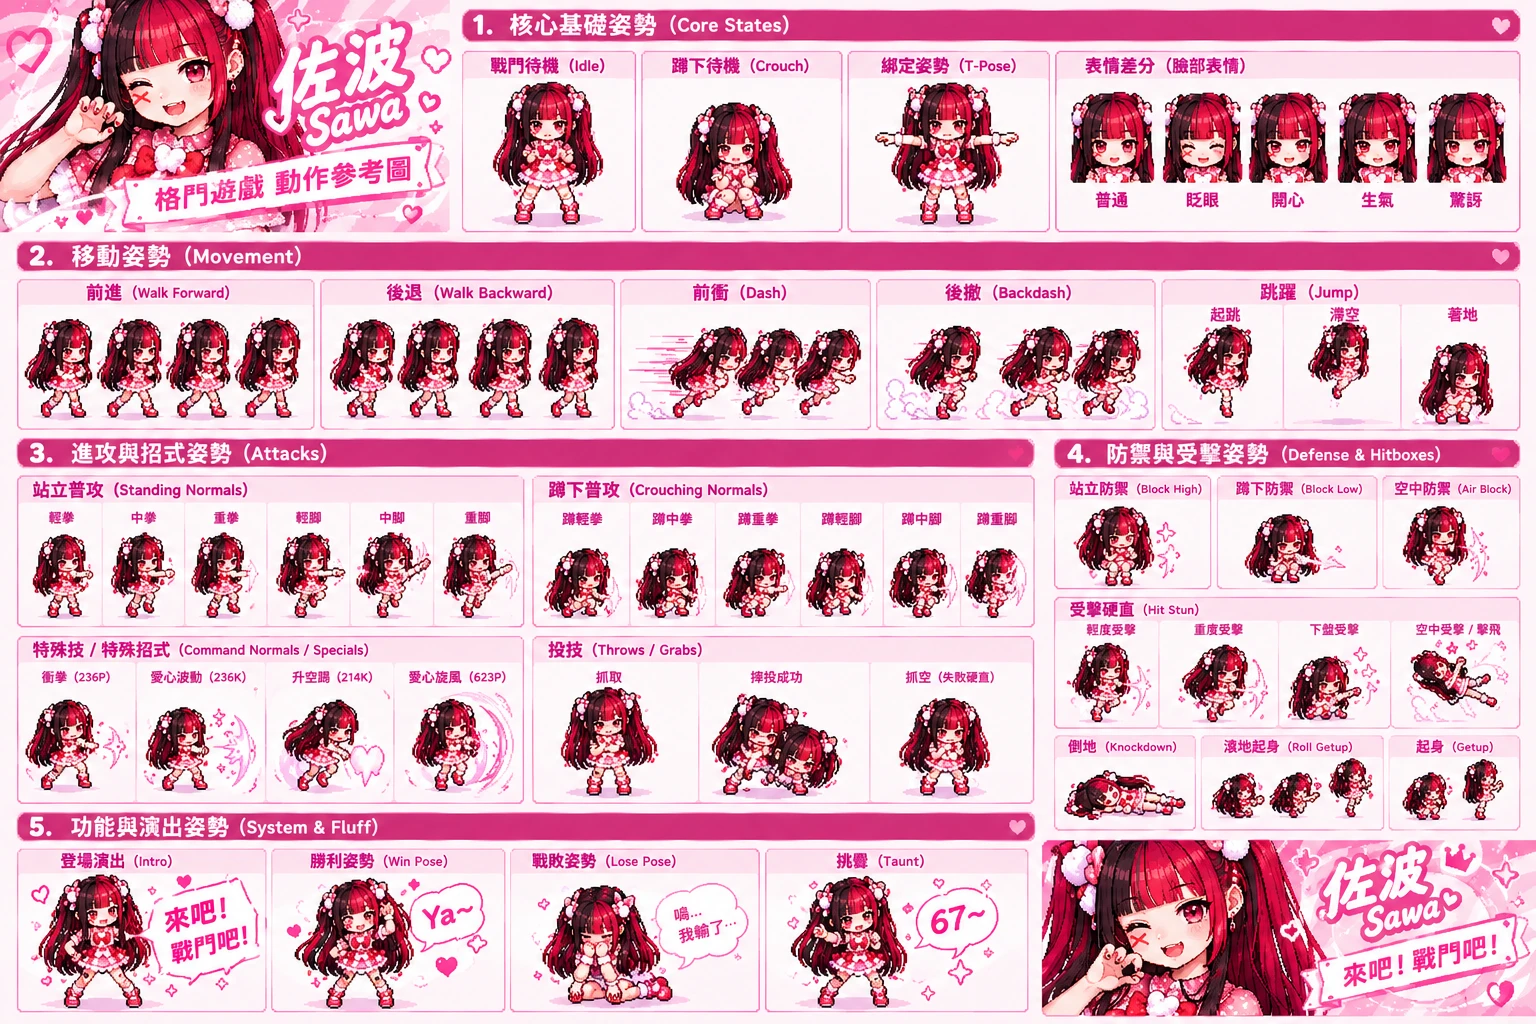 佐波
Sawa
格鬥遊戲 動作參考圖
1. 核心基礎姿勢 (Core States)
戰鬥待機 (Idle)
蹲下待機 (Crouch)
綁定姿勢 (T-Pose)
表情差分 (臉部表情)
普通
眨眼
開心
生氣
驚訝
2. 移動姿勢 (Movement)
前進 (Walk Forward)
後退 (Walk Backward)
前衝 (Dash)
後撤 (Backdash)
跳躍 (Jump)
起跳
滯空
著地
3. 進攻與招式姿勢 (Attacks)
站立普攻 (Standing Normals)
輕拳
中拳
重拳
輕腳
中腳
重腳
蹲下普攻 (Crouching Normals)
蹲輕拳
蹲中拳
蹲重拳
蹲輕腳
蹲中腳
蹲重腳
特殊技 / 特殊招式 (Command Normals / Specials)
衝拳 (236P)
愛心波動 (236K)
升空踢 (214K)
愛心旋風 (623P)
投技 (Throws / Grabs)
抓取
摔投成功
抓空 (失敗硬直)
4. 防禦與受擊姿勢 (Defense & Hitboxes)
站立防禦 (Block High)
蹲下防禦 (Block Low)
空中防禦 (Air Block)
受擊硬直 (Hit Stun)
輕度受擊
重度受擊
下盤受擊
空中受擊 / 擊飛
倒地 (Knockdown)
滾地起身 (Roll Getup)
起身 (Getup)
5. 功能與演出姿勢 (System & Fluff)
登場演出 (Intro)
來吧!
戰鬥吧!
勝利姿勢 (Win Pose)
Ya~
戰敗姿勢 (Lose Pose)
嗚...
我輸了...
挑釁 (Taunt)
67~
佐波
Sawa
來吧! 戰鬥吧!